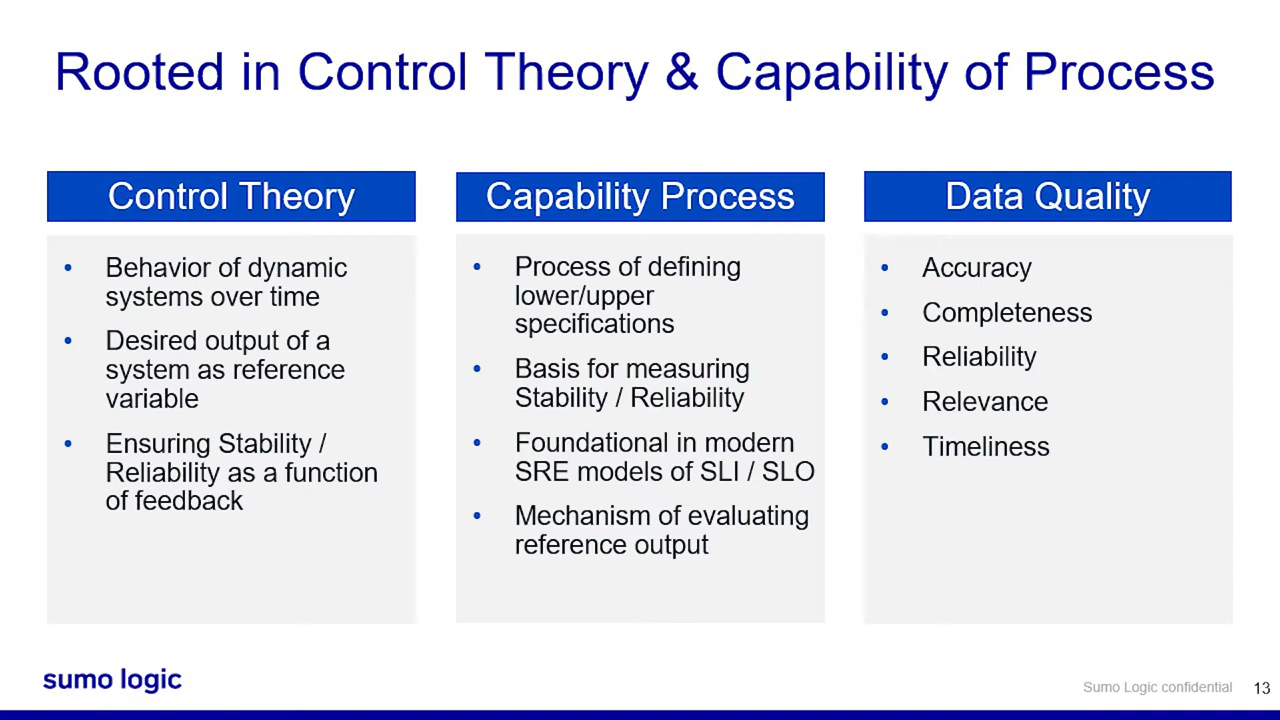 Rooted in Control Theory & Capability of Process
Control Theory
• Behavior of dynamic
systems over time
• Desired output of a
system as reference
variable
• Ensuring Stability /
Reliability as a function
of feedback
Capability Process
• Process of defining
lower/upper
specifications
• Basis for measuring
Stability / Reliability
• Foundational in modern
SRE models of SLI / SLO
• Mechanism of evaluating
reference output
Data Quality
• Accuracy
• Completeness
• Reliability
• Relevance
• Timeliness
sumo logic
Sumo Logic confidential 13